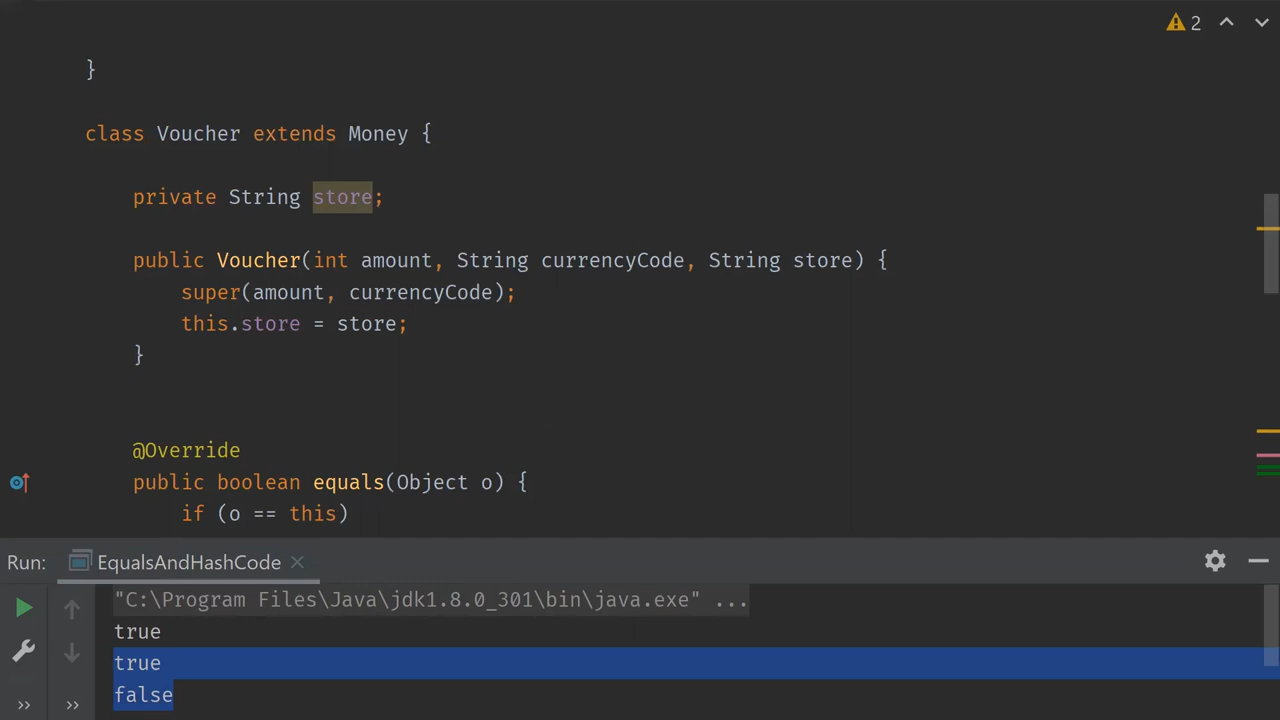 2
}
class Voucher extends Money {
private String store;
public Voucher(int amount, String currencyCode, String store) {
super(amount, currencyCode);
this.store = store;
}
@Override
public boolean equals(Object o) {
if (o == this)
Run: EqualsAndHashCode
"C:\Program Files\Java\jdk1.8.0_301\bin\java.exe" ...
true
true
false